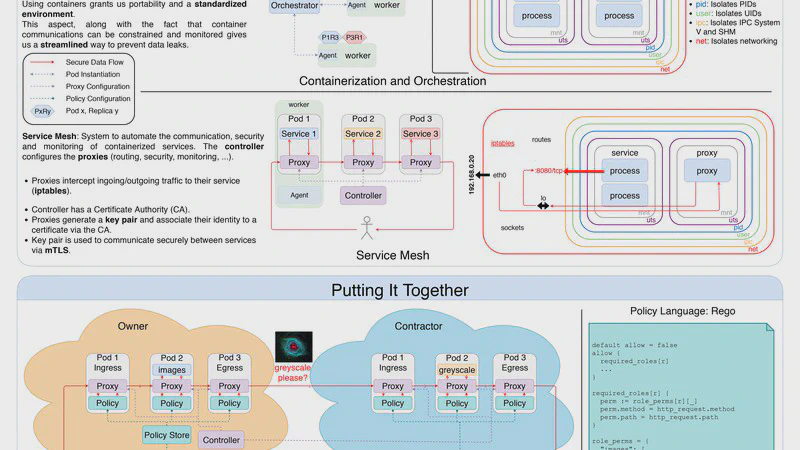 Using containers grants us portability and a standardized
environment.
This aspect, along with the fact that container
communications can be constrained and monitored gives
us a streamlined way to prevent data leaks.
Secure Data Flow
Pod Instantiation
Proxy Configuration
Policy Configuration
PxRy
Pod x, Replica y
Orchestrator
Agent
worker
P1R3
P3R1
Agent
worker
process
process
mnt
mnt
uts
uts
pid
user
ipc
net
pid: Isolates PIDs
user: Isolates UIDs
ipc: Isolates IPC System
V and SHM
net: Isolates networking
Containerization and Orchestration
Service Mesh: System to automate the communication, security
and monitoring of containerized services. The controller
configures the proxies (routing, security, monitoring, ...).
Proxies intercept ingoing/outgoing traffic to their service
(iptables).
Controller has a Certificate Authority (CA).
Proxies generate a key pair and associate their identity to a
certificate via the CA.
Key pair is used to communicate securely between services
via mTLS.
worker
Pod 1
Pod 2
Pod 3
Service 1
Service 2
Service 3
Proxy
Proxy
Proxy
Agent
Controller
192.168.0.20
iptables
routes
eth0
:8080/tcp
lo
sockets
service
process
process
proxy
proxy
mnt
mnt
uts
uts
pid
user
ipc
net
Service Mesh
Putting It Together
Owner
Pod 1
Ingress
Pod 2
images
Pod 3
Egress
Proxy
Proxy
Proxy
Policy
Policy
Policy
Policy Store
Controller
greyscale
please?
Contractor
Pod 1
Ingress
Pod 2
greyscale
Pod 3
Egress
Proxy
Proxy
Proxy
Policy
Policy
Policy
Policy Language: Rego
default allow = false
allow {
required_roles[r]
...
}
required_roles[r] {
perm := role_perms[r][_]
perm.method = http_request.method
perm.path = http_request.path
}
role_perms = {
"images": [